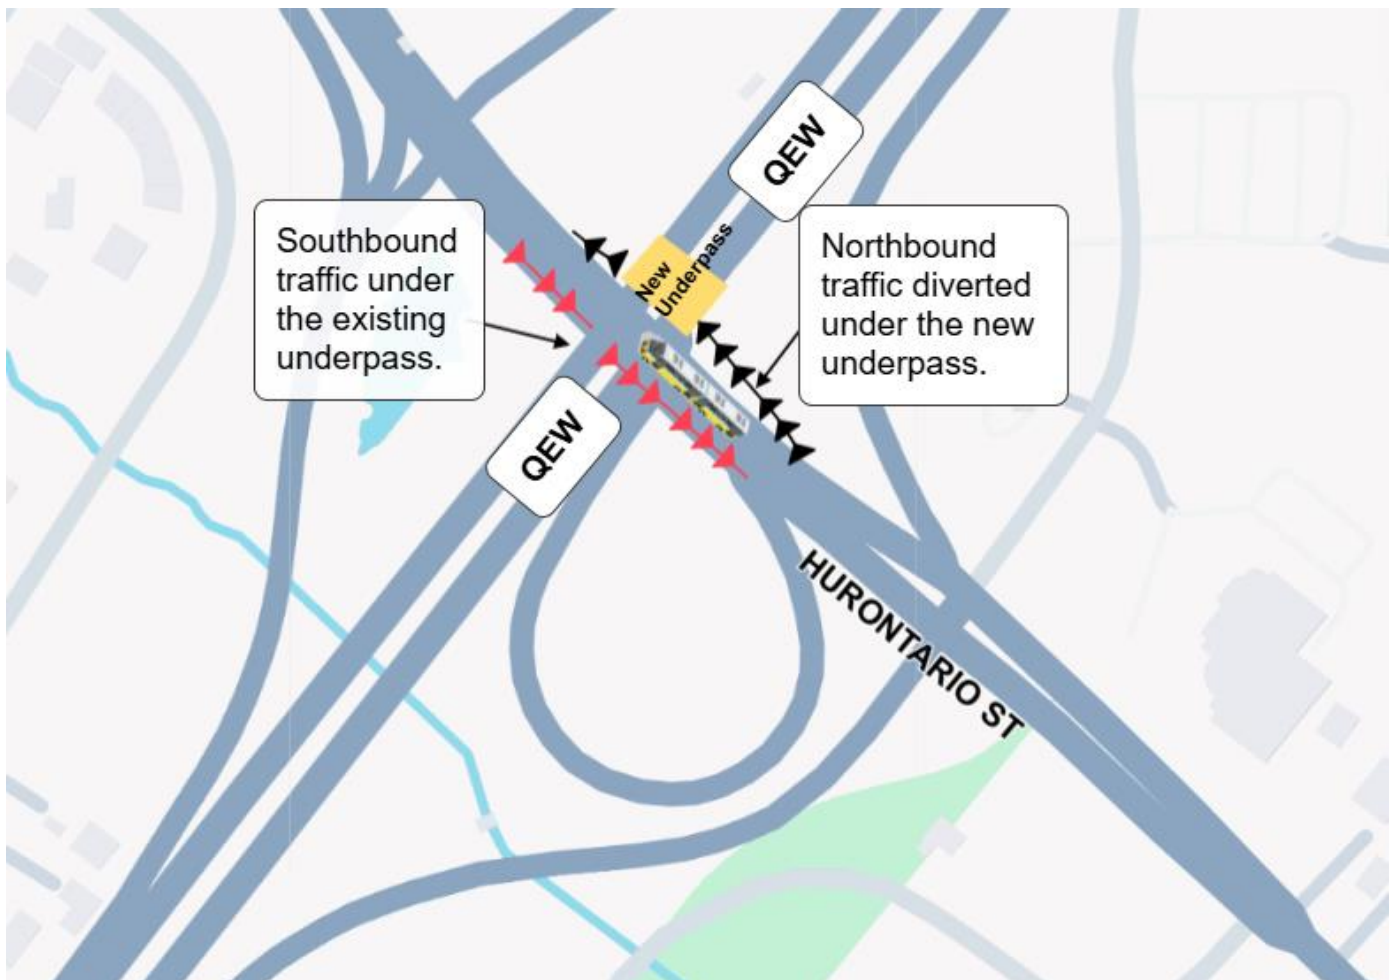 QEW
Southbound
traffic under
the existing
underpass.
New
Underpass
Northbound
traffic diverted
under the new
underpass.
QEW
HURONTARIO ST